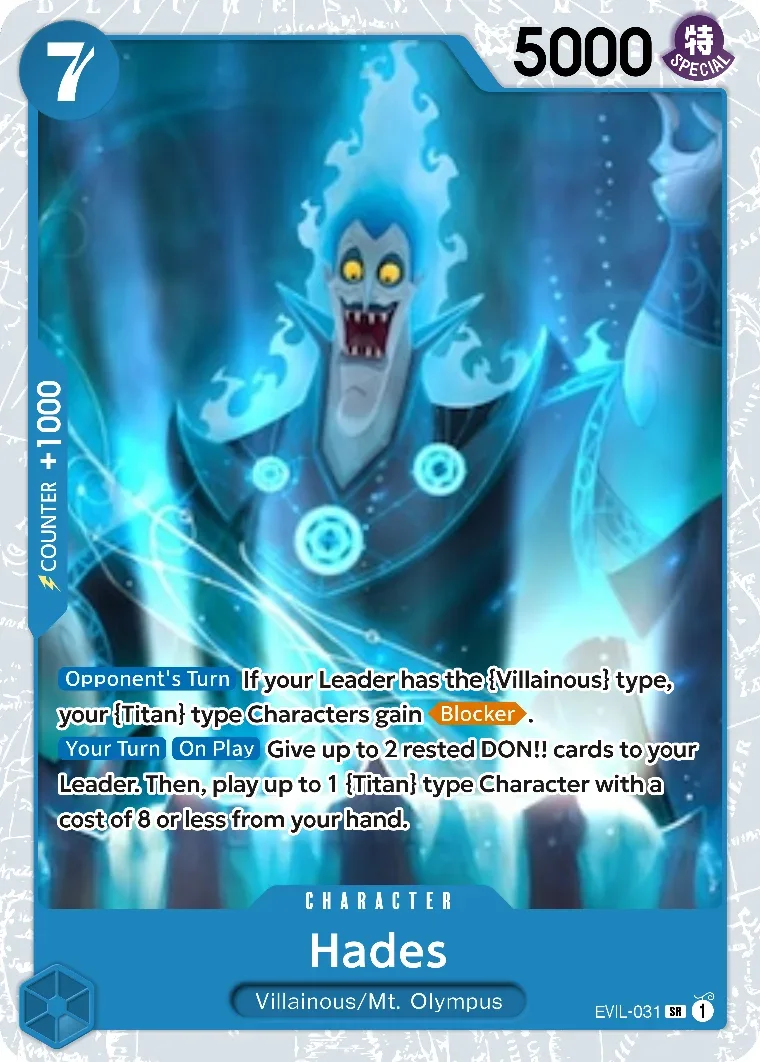 7
5000
特
SPECIAL
COUNTER +1000
Opponent's Turn If your Leader has the {Villainous} type,
your {Titan} type Characters gain Blocker.
Your Turn On Play Give up to 2 rested DON!! cards to your
Leader. Then, play up to 1 {Titan} type Character with a
cost of 8 or less from your hand.
CHARACTER
Hades
Villainous/Mt. Olympus
EVIL-031 SR 1